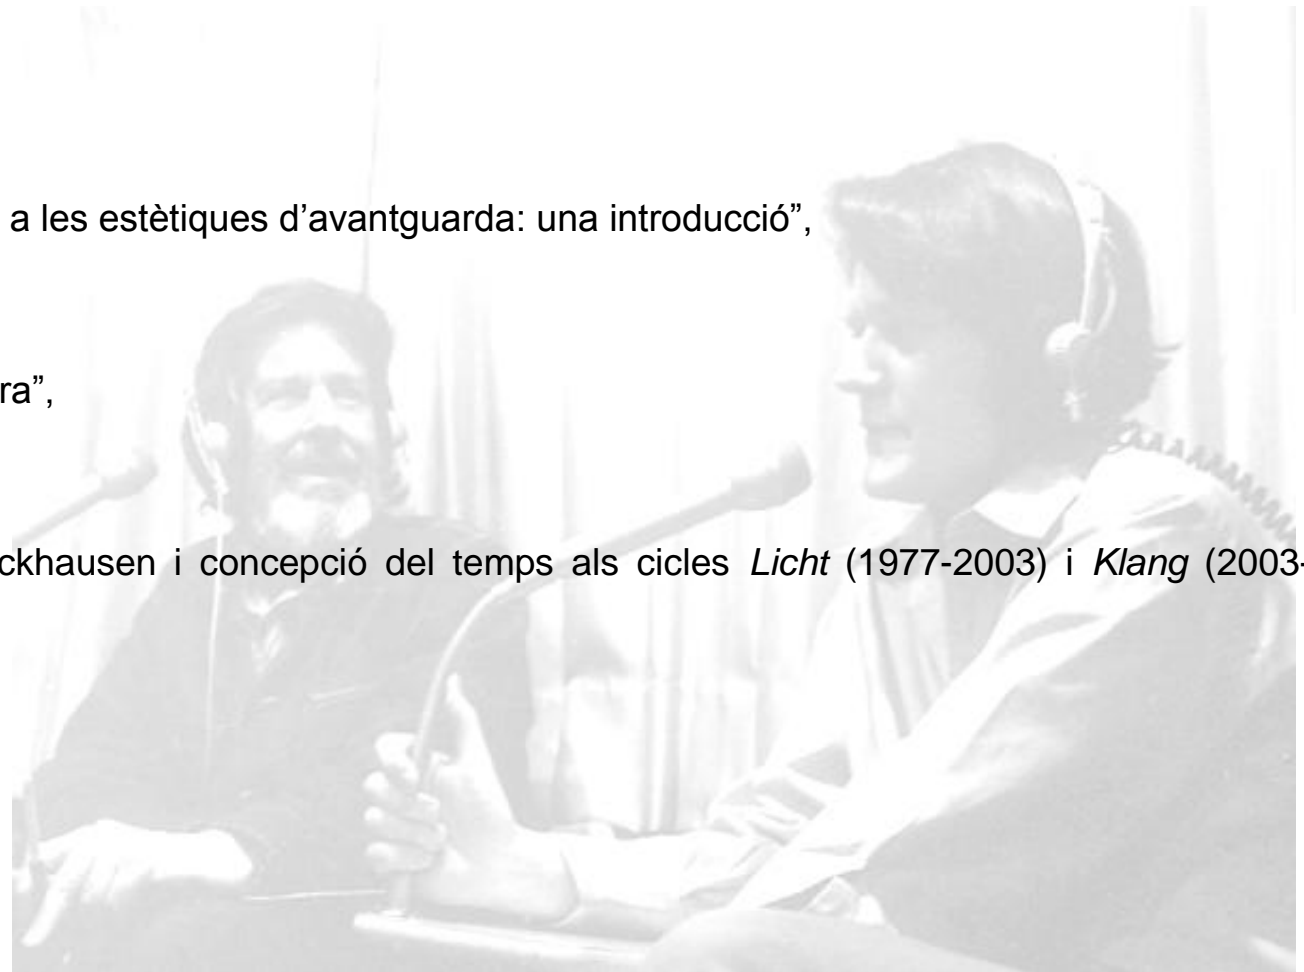 a les estètiques d’avantguarda: una introducció”,
ra”,
ckhausen i concepció del temps als cicles Licht (1977-2003) i Klang (2003-